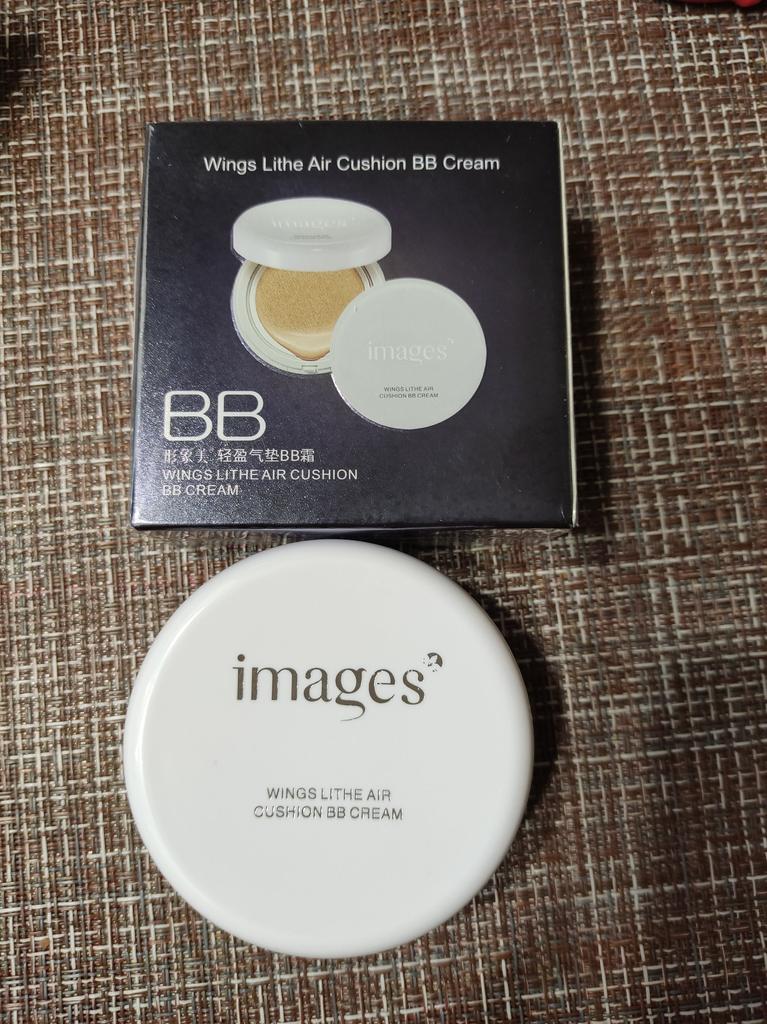 Wings Lithe Air Cushion BB Cream
images
images
WINGS LITHE AIR
CUSHION BB CREAM
BB
形象美 轻盈气垫BB霜
WINGS LITHE AIR CUSHION
BB CREAM
images
WINGS LITHE AIR
CUSHION BB CREAM